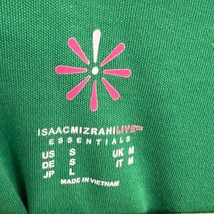 ISAACMIZRAHILIVE
ESSENTIALS
US S UK M
DE S IT M
JP L
MADE IN VIETNAM